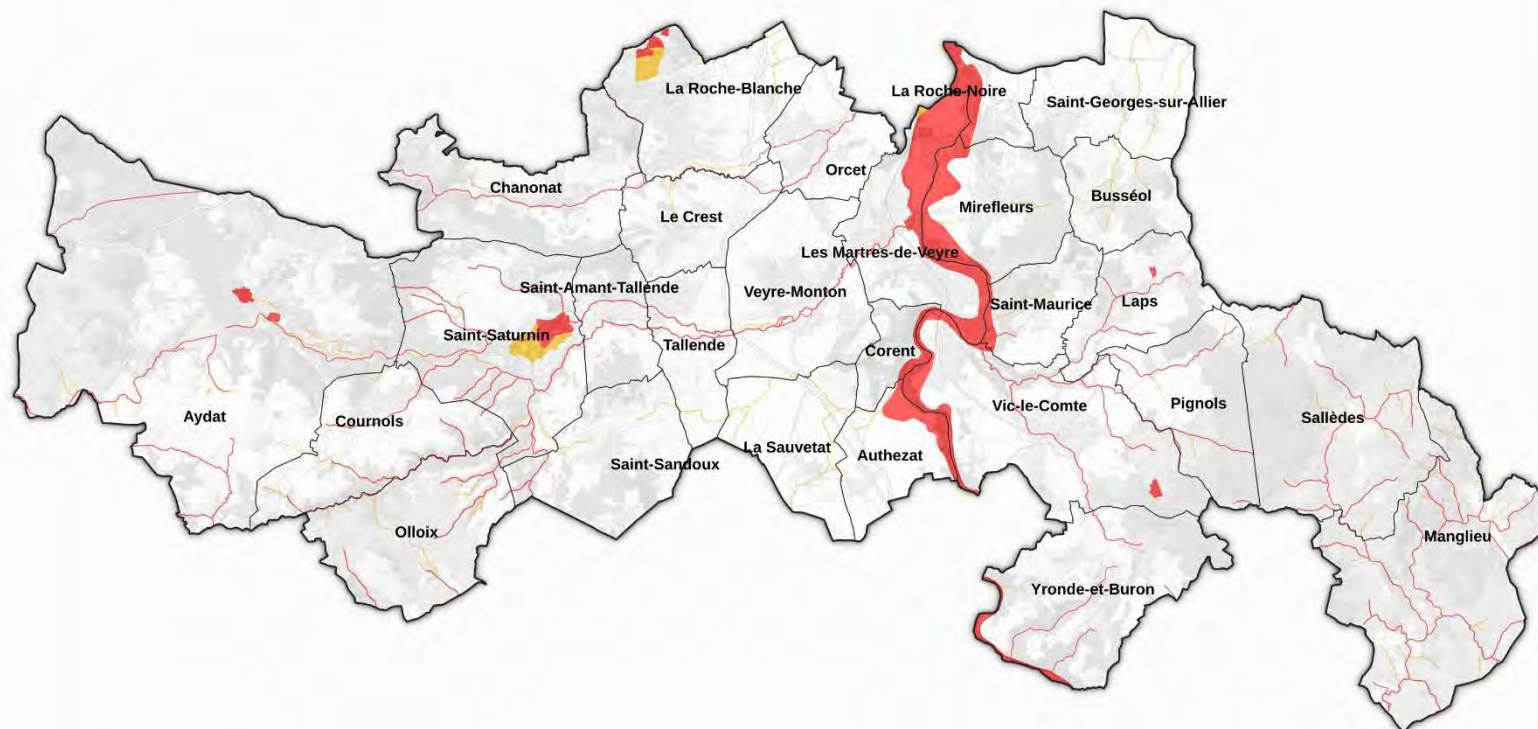 La Roche-Blanche
La Roche-Noire
Saint-Georges-sur-Allier
Orcet
Chanonat
Busséol
Le Crest
Mirefleurs
Les Martres-de-Veyre
Saint-Amant-Tallende
Veyre-Monton
Saint-Maurice
Laps
Saint-Saturnin
Tallende
Corent
Vic-le-Comte
Pignols
Aydat
Cournols
Sallèdes
La Sauvetat
Authezat
Saint-Sandoux
Olloix
Manglieu
Yronde-et-Buron